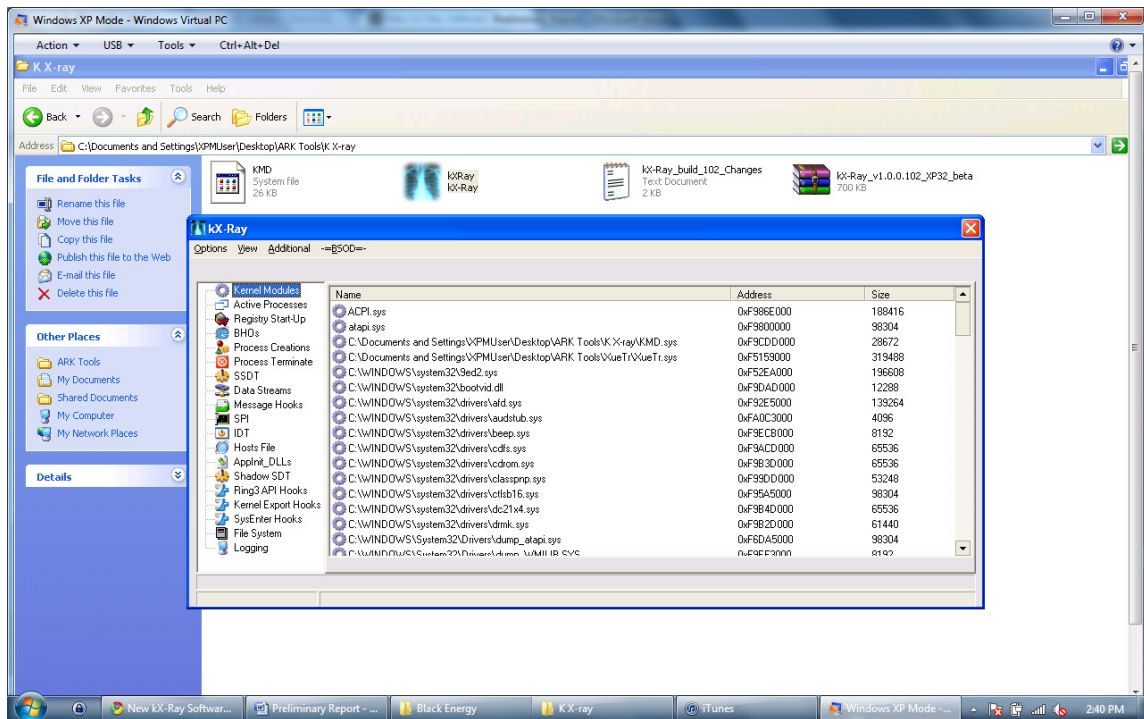 Windows XP Mode - Windows Virtual PC
Action USB Tools Ctrl+Alt+Del
K X-ray
File Edit View Favorites Tools Help
Back Search Folders
Address C:\Documents and Settings\XPMUser\Desktop\ARK Tools\K X-ray
File and Folder Tasks
Rename this file
Move this file
Copy this file
Publish this file to the Web
E-mail this file
Delete this file
Other Places
ARK Tools
My Documents
Shared Documents
My Computer
My Network Places
Details
KMD
System file
26 KB
kXRay
kX-Ray
kX-Ray_build_102_Changes
Text Document
2 KB
kX-Ray_v1.0.0.102_XP32_beta
700 KB
kX-Ray
Options View Additional -=BSOD=-
Kernel Modules
Active Processes
Registry Start-Up
BHOs
Process Creations
Process Terminate
SSDT
Data Streams
Message Hooks
SPI
IDT
Hosts File
AppInit_DLLs
Shadow SDT
Ring3 API Hooks
Kernel Export Hooks
SysEnter Hooks
File System
Logging
Name Address Size
ACPI.sys 0xF986E000 188416
atapi.sys 0xF9800000 98304
C:\Documents and Settings\XPMUser\Desktop\ARK Tools\K X-ray\KMD.sys 0xF9CDD000 28672
C:\Documents and Settings\XPMUser\Desktop\ARK Tools\XueTr\XueTr.sys 0xF5159000 319488
C:\WINDOWS\system32\9ed2.sys 0xF52EA000 196608
C:\WINDOWS\system32\bootvid.dll 0xF9DAD000 12288
C:\WINDOWS\system32\drivers\afd.sys 0xF92E5000 139264
C:\WINDOWS\system32\drivers\audstub.sys 0xFA0C3000 4096
C:\WINDOWS\system32\drivers\beep.sys 0xF9ECB000 8192
C:\WINDOWS\system32\drivers\cdfs.sys 0xF9ACD000 65536
C:\WINDOWS\system32\drivers\cdrom.sys 0xF9B3D000 65536
C:\WINDOWS\system32\drivers\classpnp.sys 0xF99DD000 53248
C:\WINDOWS\system32\drivers\ctlsb16.sys 0xF95A5000 98304
C:\WINDOWS\system32\drivers\dc21x4.sys 0xF9B4D000 65536
C:\WINDOWS\system32\drivers\drmk.sys 0xF9B2D000 61440
C:\WINDOWS\System32\Drivers\dump_atapi.sys 0xF6DA5000 98304
C:\WINDOWS\System32\Drivers\dump_WMILIB.SYS 0xF9EF3000 8192
New kX-Ray Softwar... Preliminary Report - ... Black Energy K X-ray iTunes Windows XP Mode -... 2:40 PM